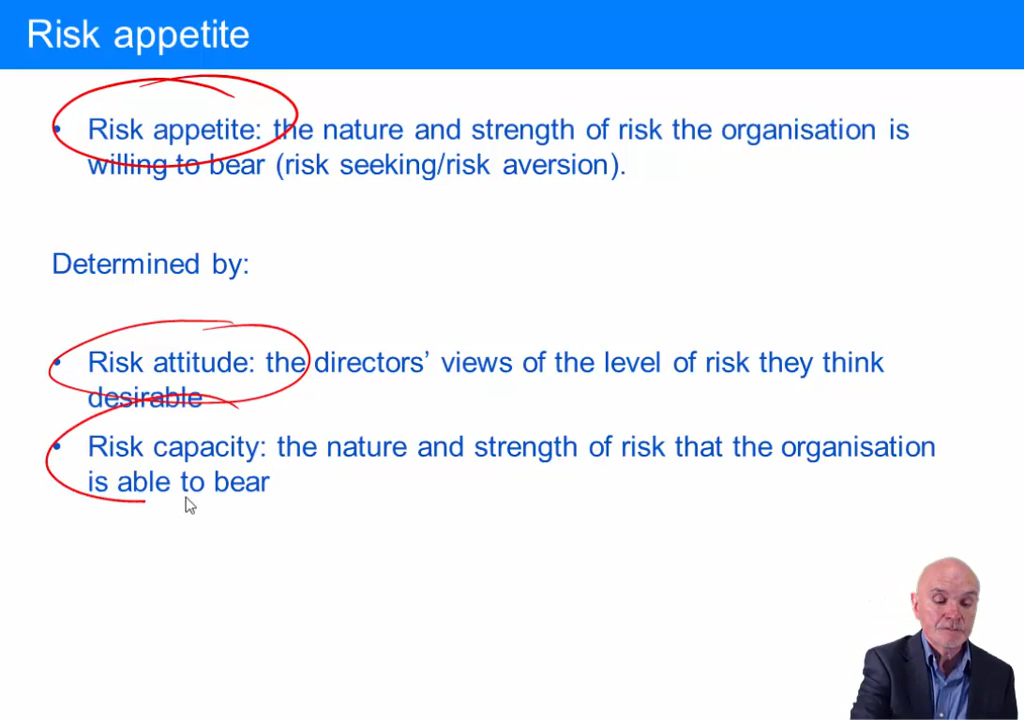 Risk appetite
• Risk appetite: the nature and strength of risk the organisation is
willing to bear (risk seeking/risk aversion).
Determined by:
• Risk attitude: the directors’ views of the level of risk they think
desirable
• Risk capacity: the nature and strength of risk that the organisation
is able to bear